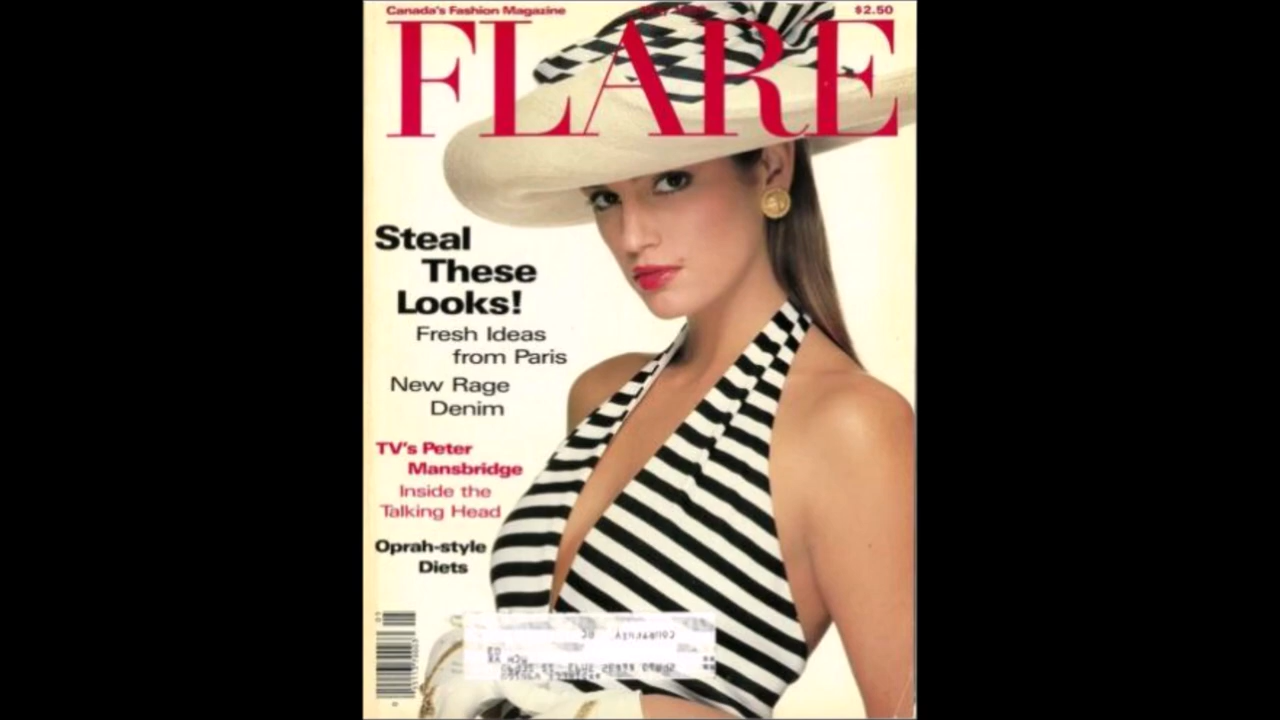 Canada's Fashion Magazine
$2.50
FLARE
Steal
These
Looks!
Fresh Ideas
from Paris
New Rage
Denim
TV's Peter
Mansbridge
Inside the
Talking Head
Oprah-style
Diets